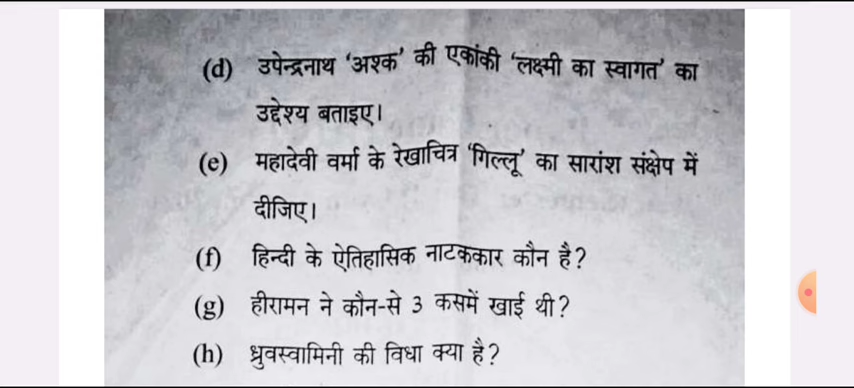 (d) उपेन्द्रनाथ ‘अश्क’ की एकांकी ‘लक्ष्मी का स्वागत’ का
उद्देश्य बताइए।
(e) महादेवी वर्मा के रेखाचित्र ‘गिल्लू’ का सारांश संक्षेप में
दीजिए।
(f) हिन्दी के ऐतिहासिक नाटककार कौन है?
(g) हीरामन ने कौन-से 3 कसमें खाई थी?
(h) ध्रुवस्वामिनी की विधा क्या है?